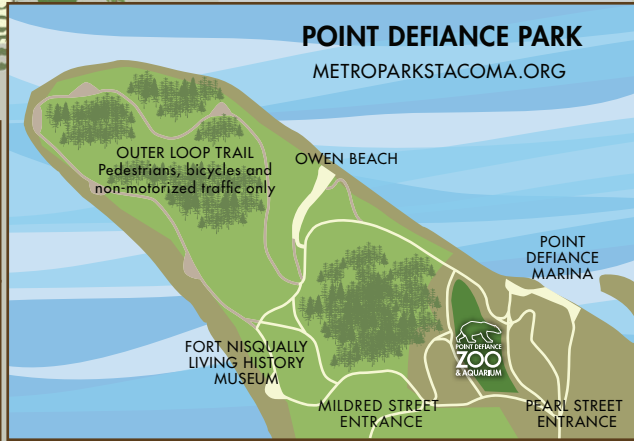 POINT DEFIANCE PARK
METROPARKSTACOMA.ORG
OUTER LOOP TRAIL
Pedestrians, bicycles and
non-motorized traffic only
OWEN BEACH
POINT
DEFIANCE
MARINA
POINT DEFIANCE
ZOO
& AQUARIUM
FORT NISQUALLY
LIVING HISTORY
MUSEUM
MILDRED STREET
ENTRANCE
PEARL STREET
ENTRANCE